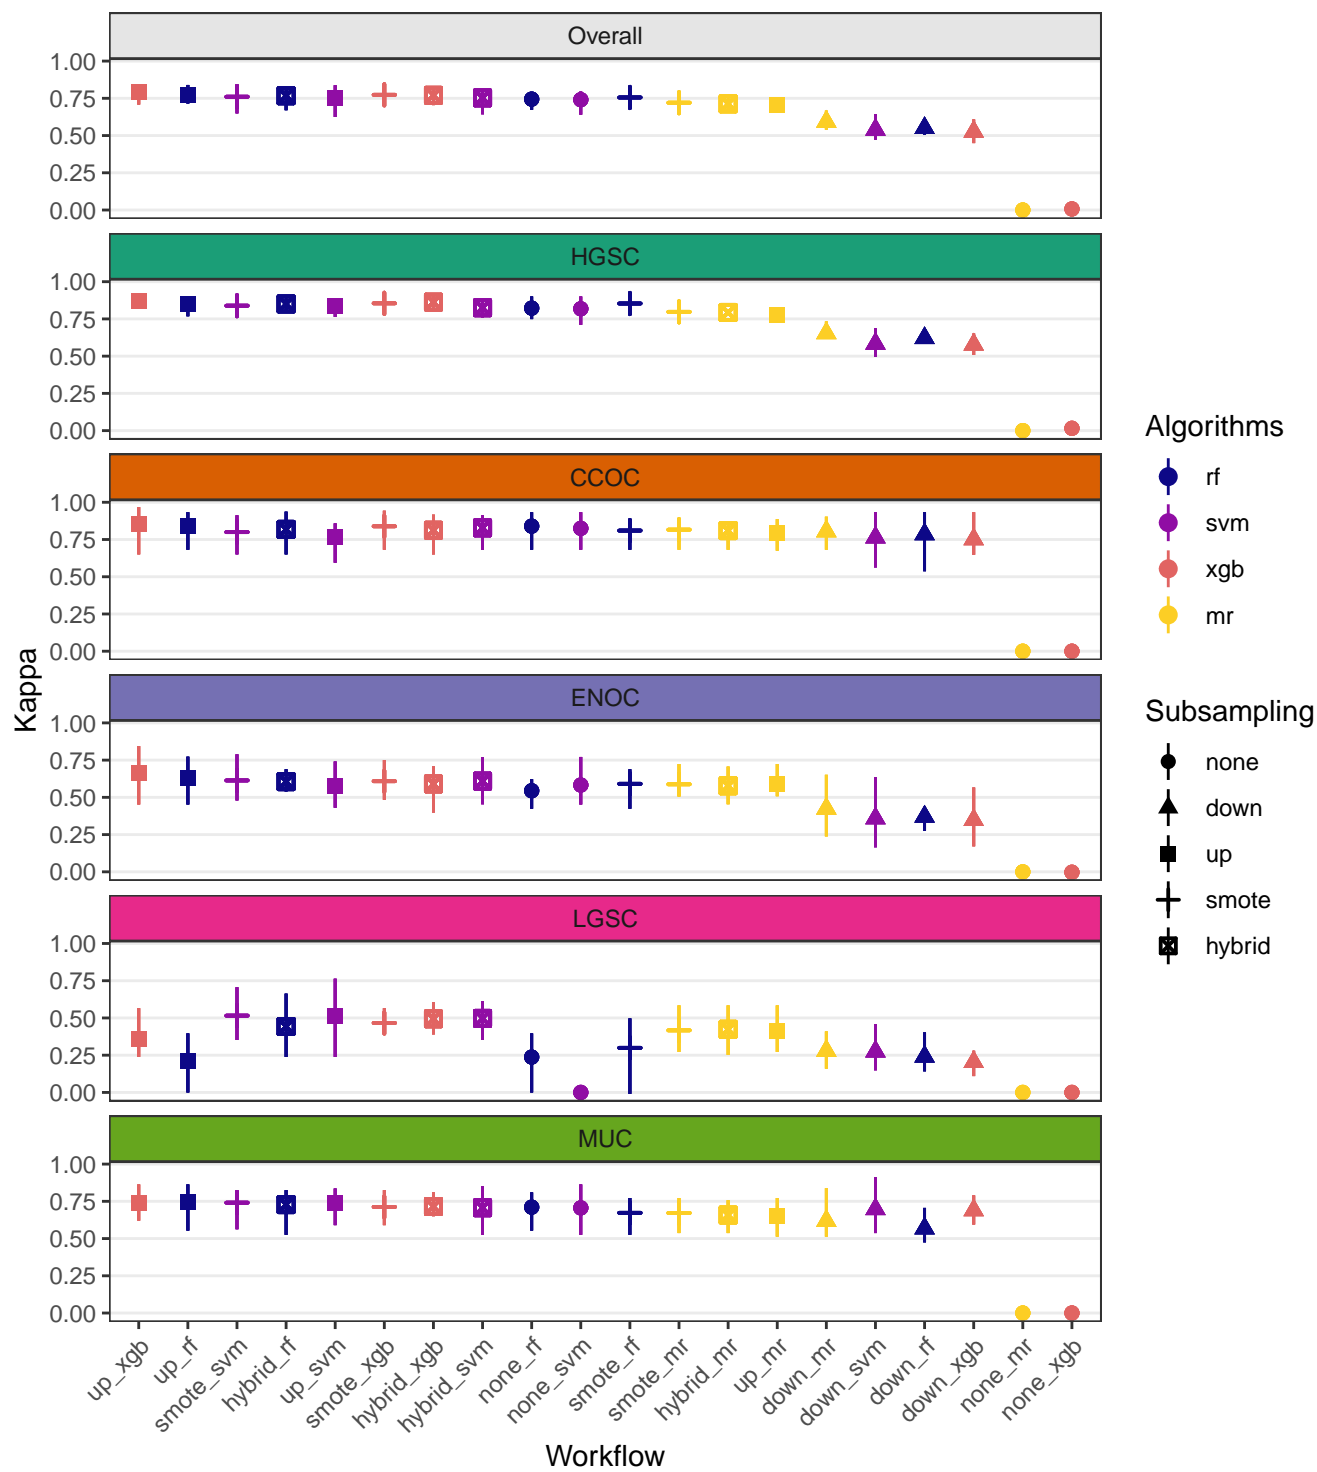 Overall
1.00
0.75
0.50
0.25
0.00
HGSC
1.00
0.75
0.50
0.25
0.00
CCOC
1.00
0.75
0.50
0.25
0.00
ENOC
1.00
0.75
0.50
0.25
0.00
LGSC
1.00
0.75
0.50
0.25
0.00
MUC
1.00
0.75
0.50
0.25
0.00
Kappa
up_xgb
up_rf
smote_svm
hybrid_rf
up_svm
smote_xgb
hybrid_xgb
hybrid_svm
none_rf
none_svm
smote_rf
smote_mr
hybrid_mr
up_mr
down_mr
down_svm
down_rf
down_xgb
none_mr
none_xgb
Workflow
Algorithms
rf
svm
xgb
mr
Subsampling
none
down
up
smote
hybrid